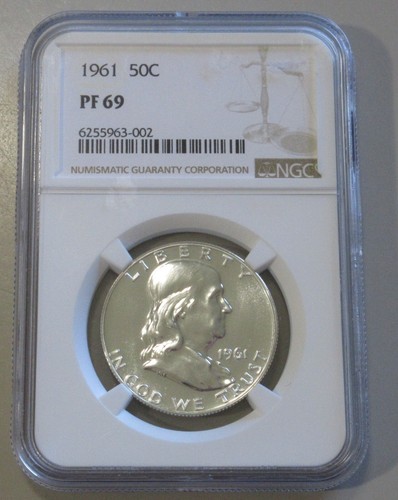 1961 50C
PF 69
6255963-002
NUMISMATIC GUARANTY CORPORATION NGC
LIBERTY
1961
IN GOD WE TRUST